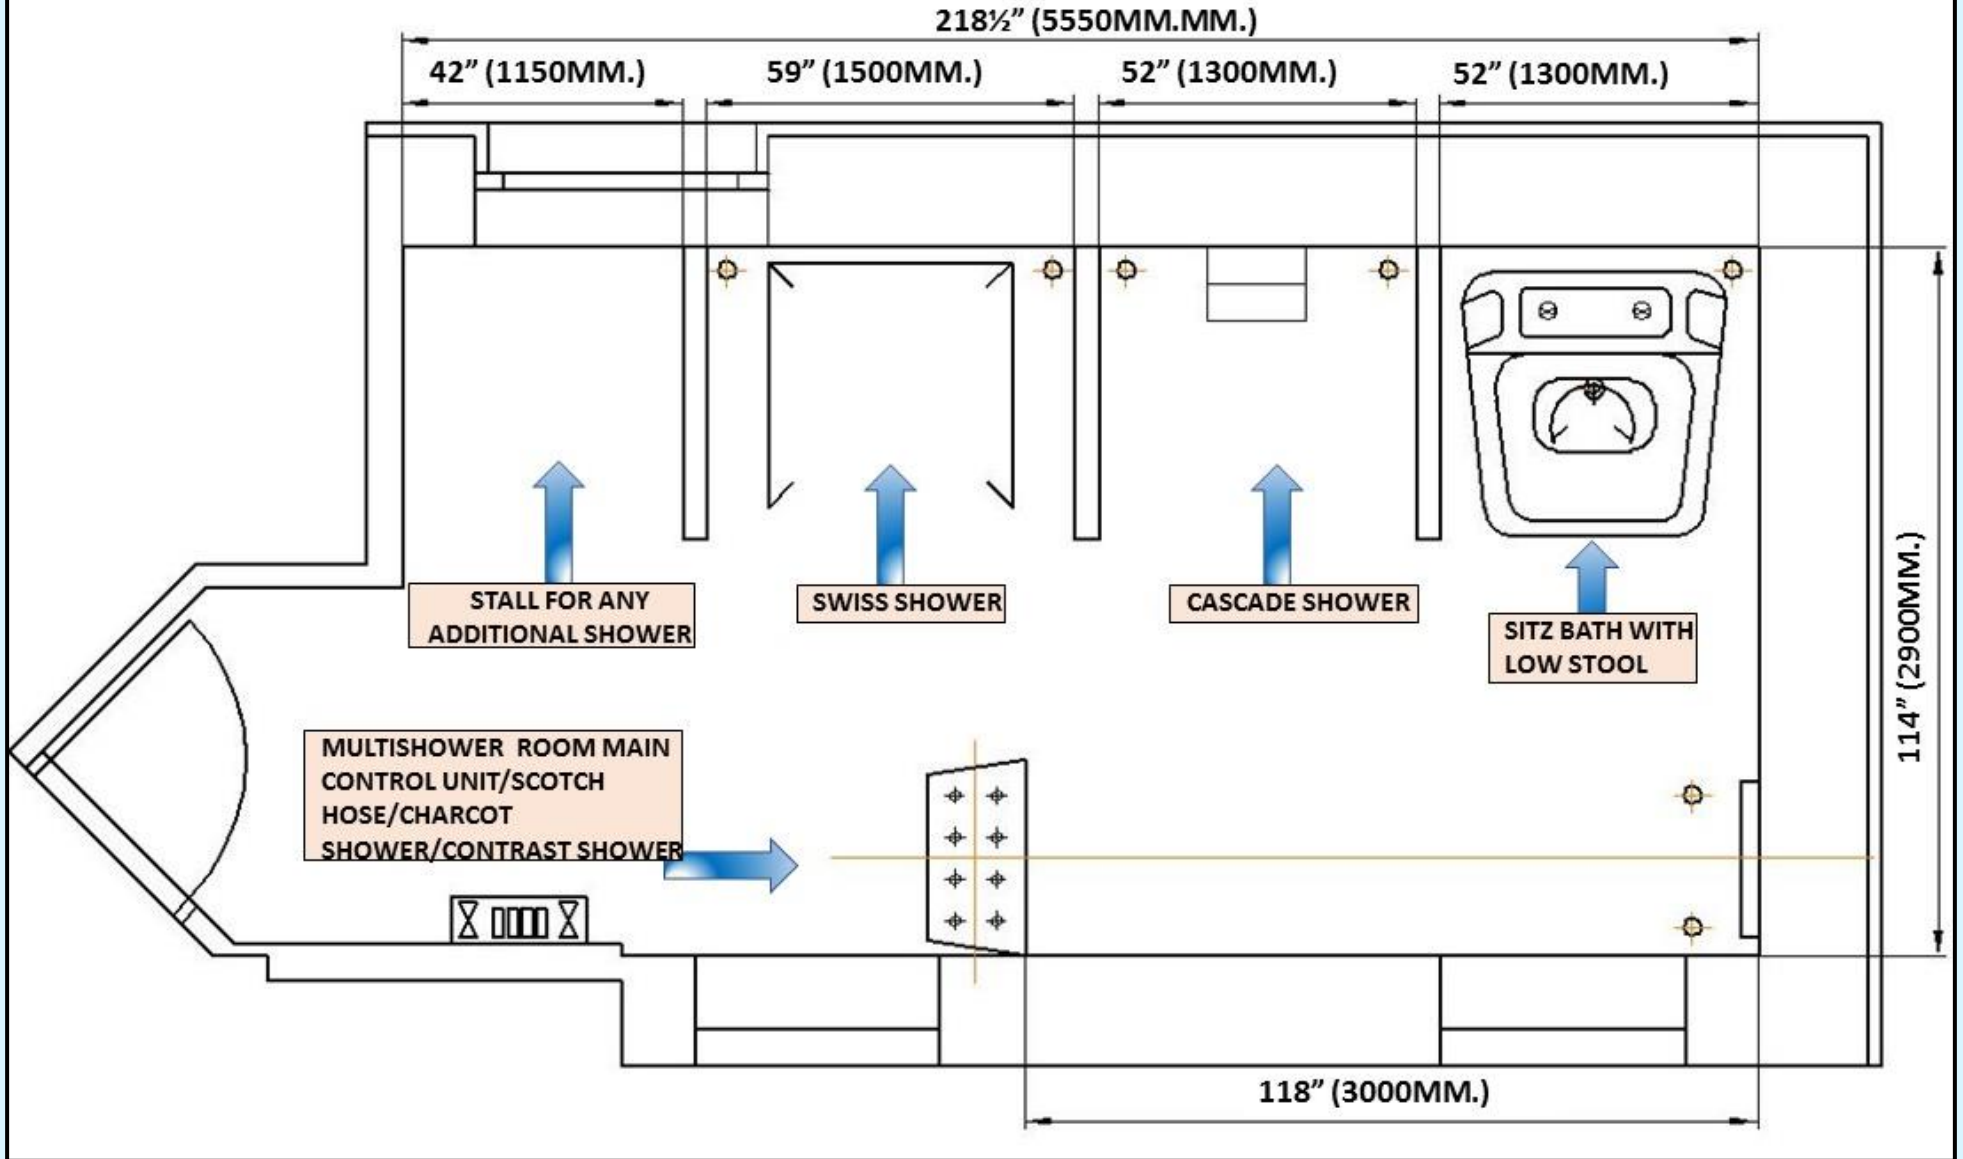 218½” (5550MM.MM.)
42” (1150MM.)
59” (1500MM.)
52” (1300MM.)
52” (1300MM.)
STALL FOR ANY
ADDITIONAL SHOWER
SWISS SHOWER
CASCADE SHOWER
SITZ BATH WITH
LOW STOOL
114” (2900MM.)
MULTISHOWER ROOM MAIN
CONTROL UNIT/SCOTCH
HOSE/CHARCOT
SHOWER/CONTRAST SHOWER
118” (3000MM.)